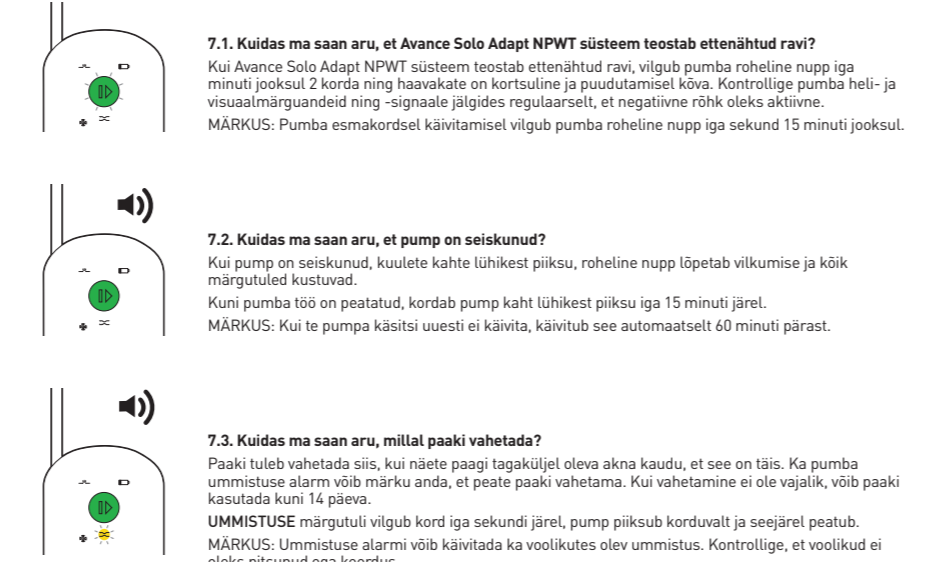 7.1. Kuidas ma saan aru, et Avance Solo Adapt NPWT süsteem teostab ettenähtud ravi?
Kui Avance Solo Adapt NPWT süsteem teostab ettenähtud ravi, vilgub pumba roheline nupp iga
minuti jooksul 2 korda ning haavakate on kortsuline ja puudutamisel kõva. Kontrollige pumba heli- ja
visuaalmärguandeid ning -signaale jälgides regulaarselt, et negatiivne rõhk oleks aktiivne.
MÄRKUS: Pumba esmakordsel käivitamisel vilgub pumba roheline nupp iga sekund 15 minuti jooksul.
7.2. Kuidas ma saan aru, et pump on seiskunud?
Kui pump on seiskunud, kuulete kahte lühikest piiksu, roheline nupp lõpetab vilkumise ja kõik
märgutuled kustuvad.
Kuni pumba töö on peatatud, kordab pump kaht lühikest piiksu iga 15 minuti järel.
MÄRKUS: Kui te pumpa käsitsi uuesti ei käivita, käivitub see automaatselt 60 minuti pärast.
7.3. Kuidas ma saan aru, millal paaki vahetada?
Paaki tuleb vahetada siis, kui näete paagi tagaküljel oleva akna kaudu, et see on täis. Ka pumba
ummistuse alarm võib märku anda, et peate paaki vahetama. Kui vahetamine ei ole vajalik, võib paaki
kasutada kuni 14 päeva.
UMMISTUSE märgutuli vilgub kord iga sekundi järel, pump piiksub korduvalt ja seejärel peatub.
MÄRKUS: Ummistuse alarmi võib käivitada ka voolikutes olev ummistus. Kontrollige, et voolikud ei